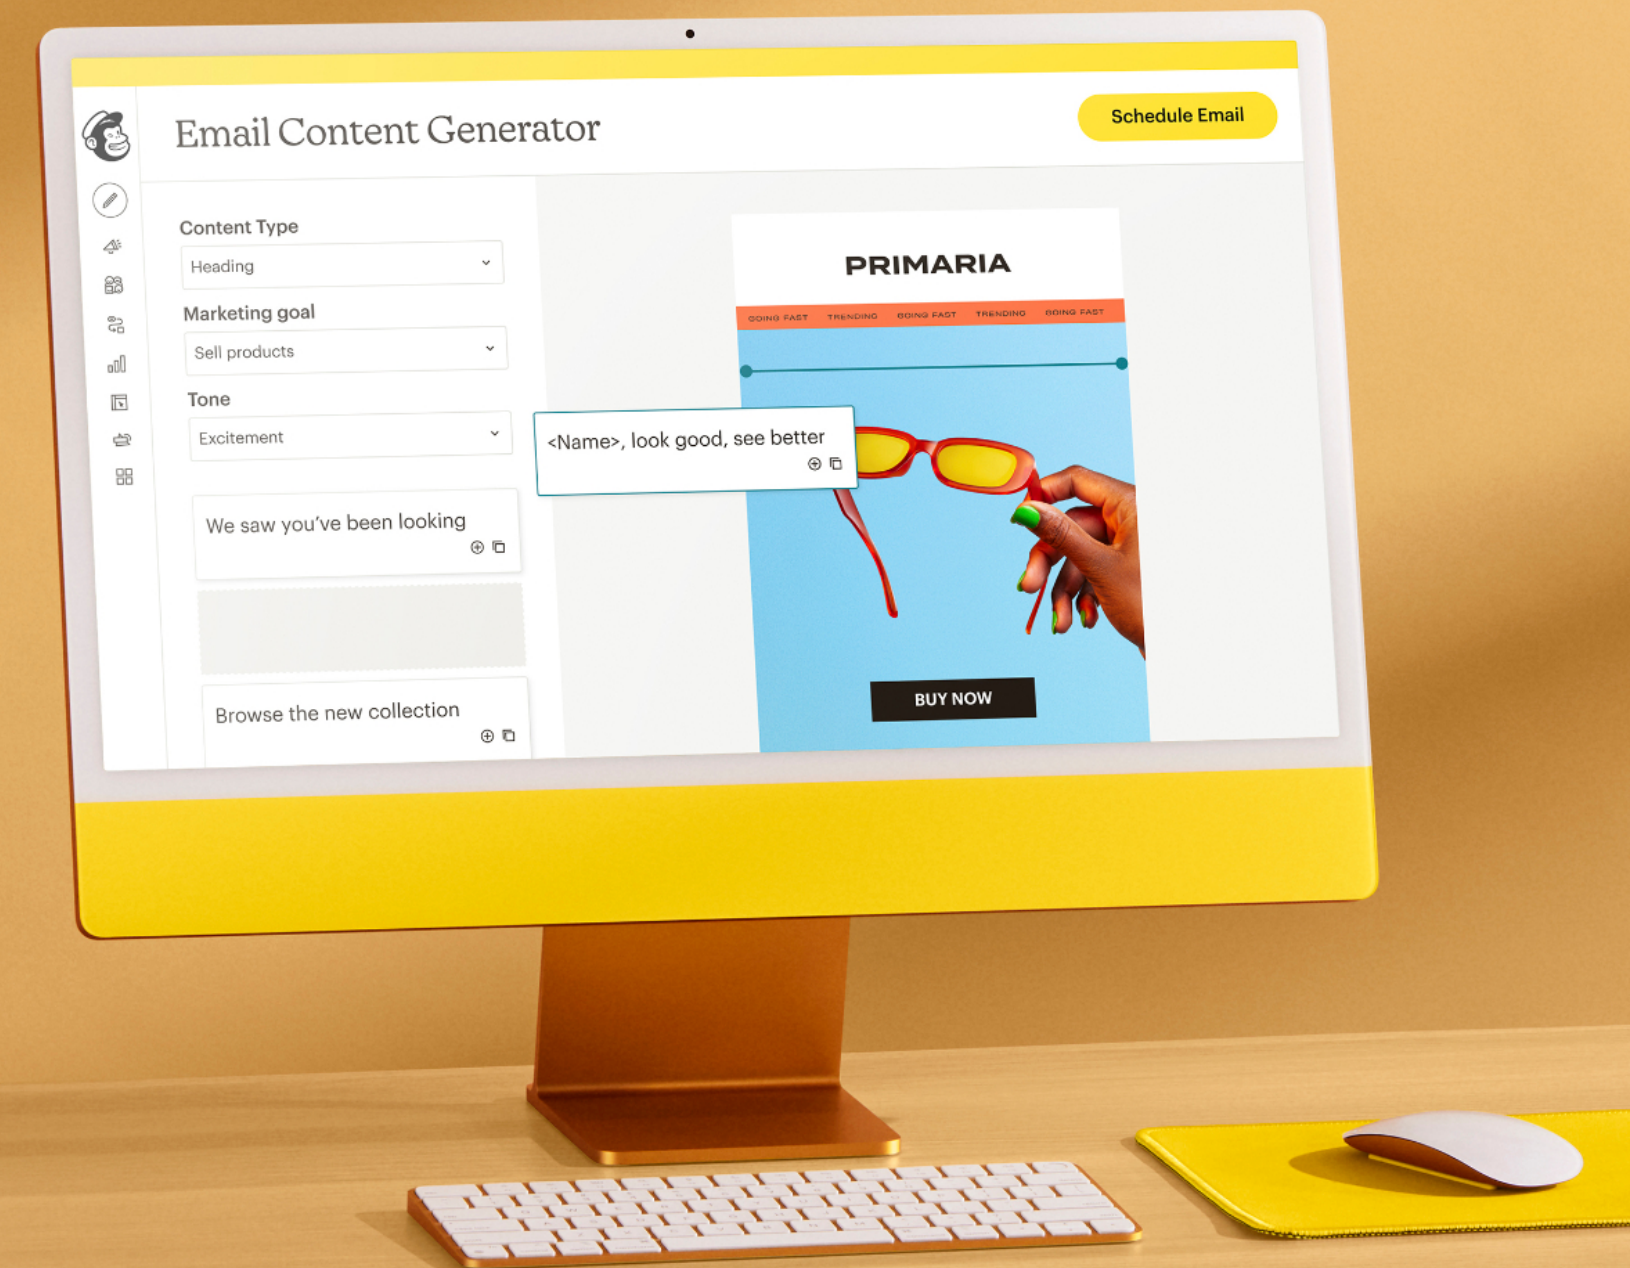 Email Content Generator
Schedule Email
Content Type
Heading
Marketing goal
Sell products
Tone
Excitement
We saw you've been looking
Browse the new collection
<Name>, look good, see better
PRIMARIA
GOING FAST TRENDING GOING FAST TRENDING GOING FAST
BUY NOW